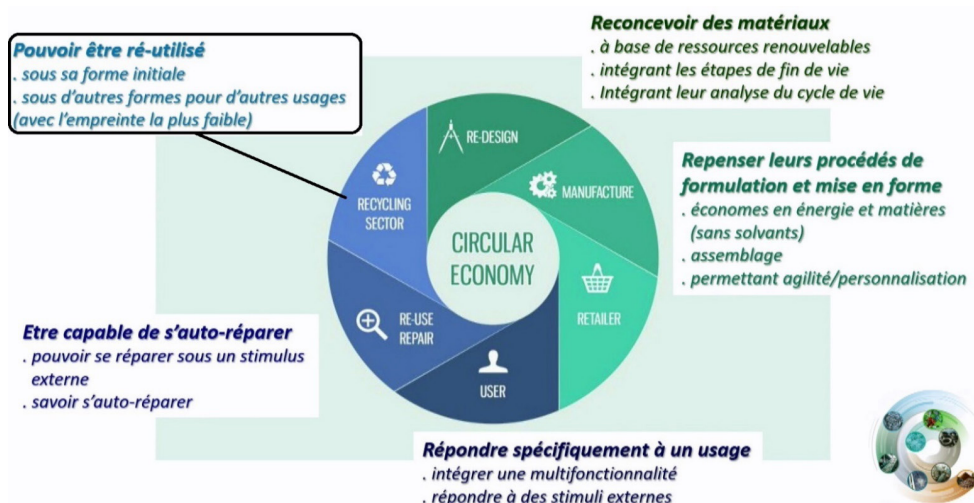 Pouvoir être ré-utilisé
. sous sa forme initiale
. sous d'autres formes pour d'autres usages
(avec l'empreinte la plus faible)
Reconcevoir des matériaux
. à base de ressources renouvelables
. intégrant les étapes de fin de vie
. Intégrant leur analyse du cycle de vie
RE-DESIGN
MANUFACTURE
RECYCLING
SECTOR
CIRCULAR
ECONOMY
Repenser leurs procédés de
formulation et mise en forme
. économes en énergie et matières
(sans solvants)
. assemblage
. permettant agilité/personnalisation
RETAILER
RE-USE
REPAIR
USER
Etre capable de s'auto-réparer
. pouvoir se réparer sous un stimulus
externe
. savoir s'auto-réparer
Répondre spécifiquement à un usage
. intégrer une multifonctionnalité
. répondre à des stimuli externes